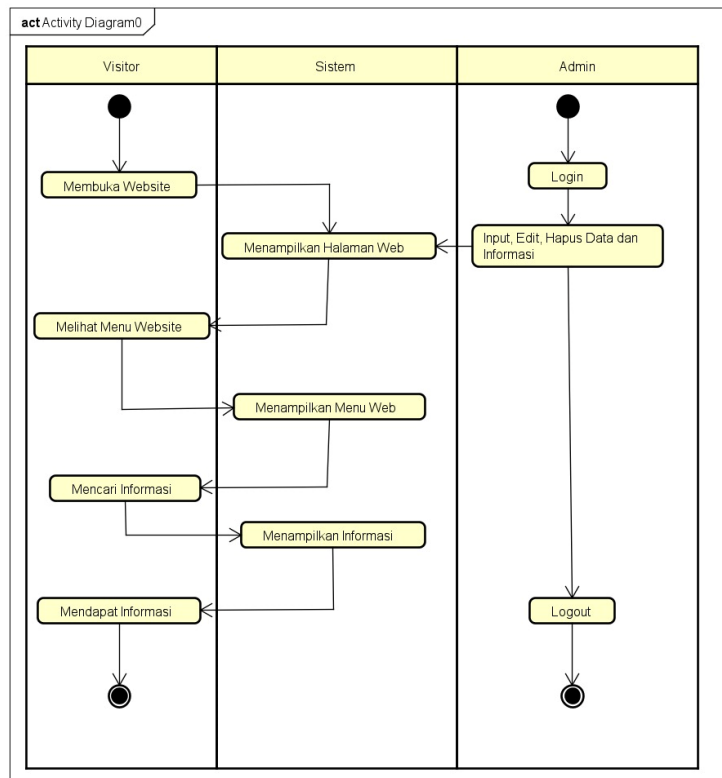 act Activity Diagram0
Visitor
Sistem
Admin
Membuka Website
Login
Menampilkan Halaman Web
Input, Edit, Hapus Data dan
Informasi
Melihat Menu Website
Menampilkan Menu Web
Mencari Informasi
Menampilkan Informasi
Mendapat Informasi
Logout